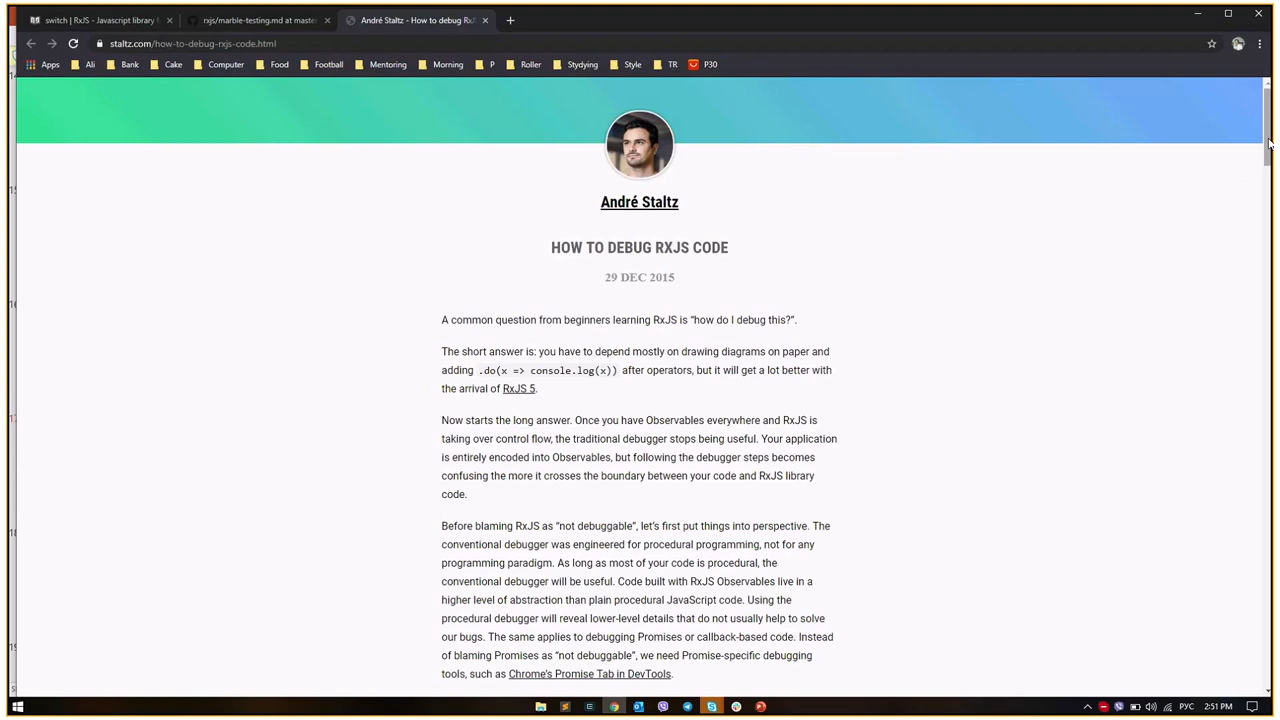 switch | RxJS - Javascript library f
rxjs/marble-testing.md at master
André Staltz - How to debug RxJS
staltz.com/how-to-debug-rxjs-code.html
Apps
Ali
Bank
Cake
Computer
Food
Football
Mentoring
Morning
P
Roller
Stydying
Style
TR
P30
André Staltz
HOW TO DEBUG RXJS CODE
29 DEC 2015
A common question from beginners learning RxJS is “how do I debug this?”.
The short answer is: you have to depend mostly on drawing diagrams on paper and
adding .do(x => console.log(x)) after operators, but it will get a lot better with
the arrival of RxJS 5.
Now starts the long answer. Once you have Observables everywhere and RxJS is
taking over control flow, the traditional debugger stops being useful. Your application
is entirely encoded into Observables, but following the debugger steps becomes
confusing the more it crosses the boundary between your code and RxJS library
code.
Before blaming RxJS as “not debuggable”, let’s first put things into perspective. The
conventional debugger was engineered for procedural programming, not for any
programming paradigm. As long as most of your code is procedural, the
conventional debugger will be useful. Code built with RxJS Observables live in a
higher level of abstraction than plain procedural JavaScript code. Using the
procedural debugger will reveal lower-level details that do not usually help to solve
our bugs. The same applies to debugging Promises or callback-based code. Instead
of blaming Promises as “not debuggable”, we need Promise-specific debugging
tools, such as Chrome’s Promise Tab in DevTools.
РУС
2:51 PM